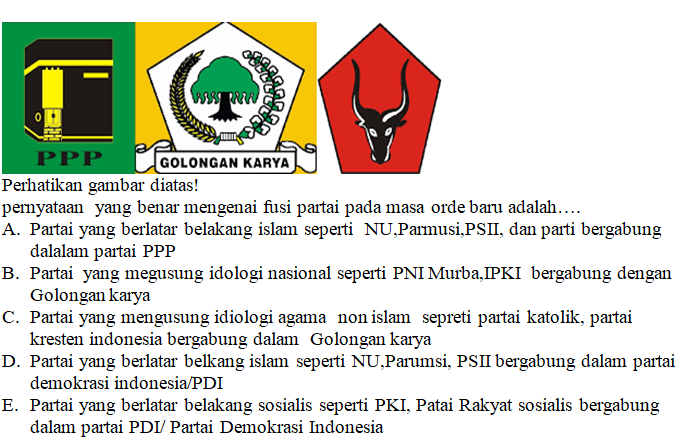 PPP
GOLONGAN KARYA
Perhatikan gambar diatas!
pernyataan yang benar mengenai fusi partai pada masa orde baru adalah….
A. Partai yang berlatar belakang islam seperti NU,Parmusi,PSII, dan parti bergabung
dalalam partai PPP
B. Partai yang megusung idologi nasional seperti PNI Murba,IPKI bergabung dengan
Golongan karya
C. Partai yang mengusung idiologi agama non islam sepreti partai katolik, partai
kresten indonesia bergabung dalam Golongan karya
D. Partai yang berlatar belkang islam seperti NU,Parumsi, PSII bergabung dalam partai
demokrasi indonesia/PDI
E. Partai yang berlatar belakang sosialis seperti PKI, Patai Rakyat sosialis bergabung
dalam partai PDI/ Partai Demokrasi Indonesia